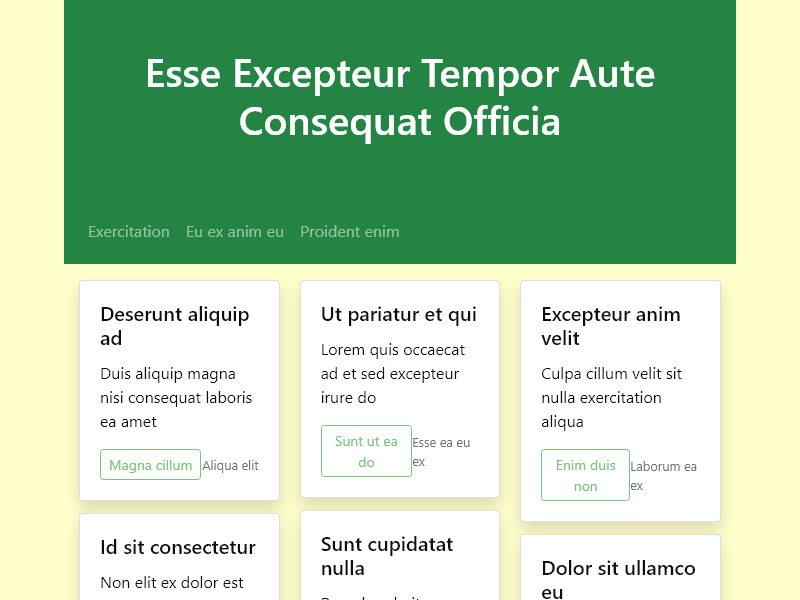 Esse Excepteur Tempor Aute
Consequat Officia
Exercitation
Eu ex anim eu
Proident enim
Deserunt aliquip
ad
Duis aliquip magna
nisi consequat laboris
ea amet
Magna cillum
Aliqua elit
Id sit consectetur
Non elit ex dolor est
Ut pariatur et qui
Lorem quis occaecat
ad et sed excepteur
irure do
Sunt ut ea
do
Esse ea eu
ex
Sunt cupidatat
nulla
Excepteur anim
velit
Culpa cillum velit sit
nulla exercitation
aliqua
Enim duis
non
Laborum ea
ex
Dolor sit ullamco
eu